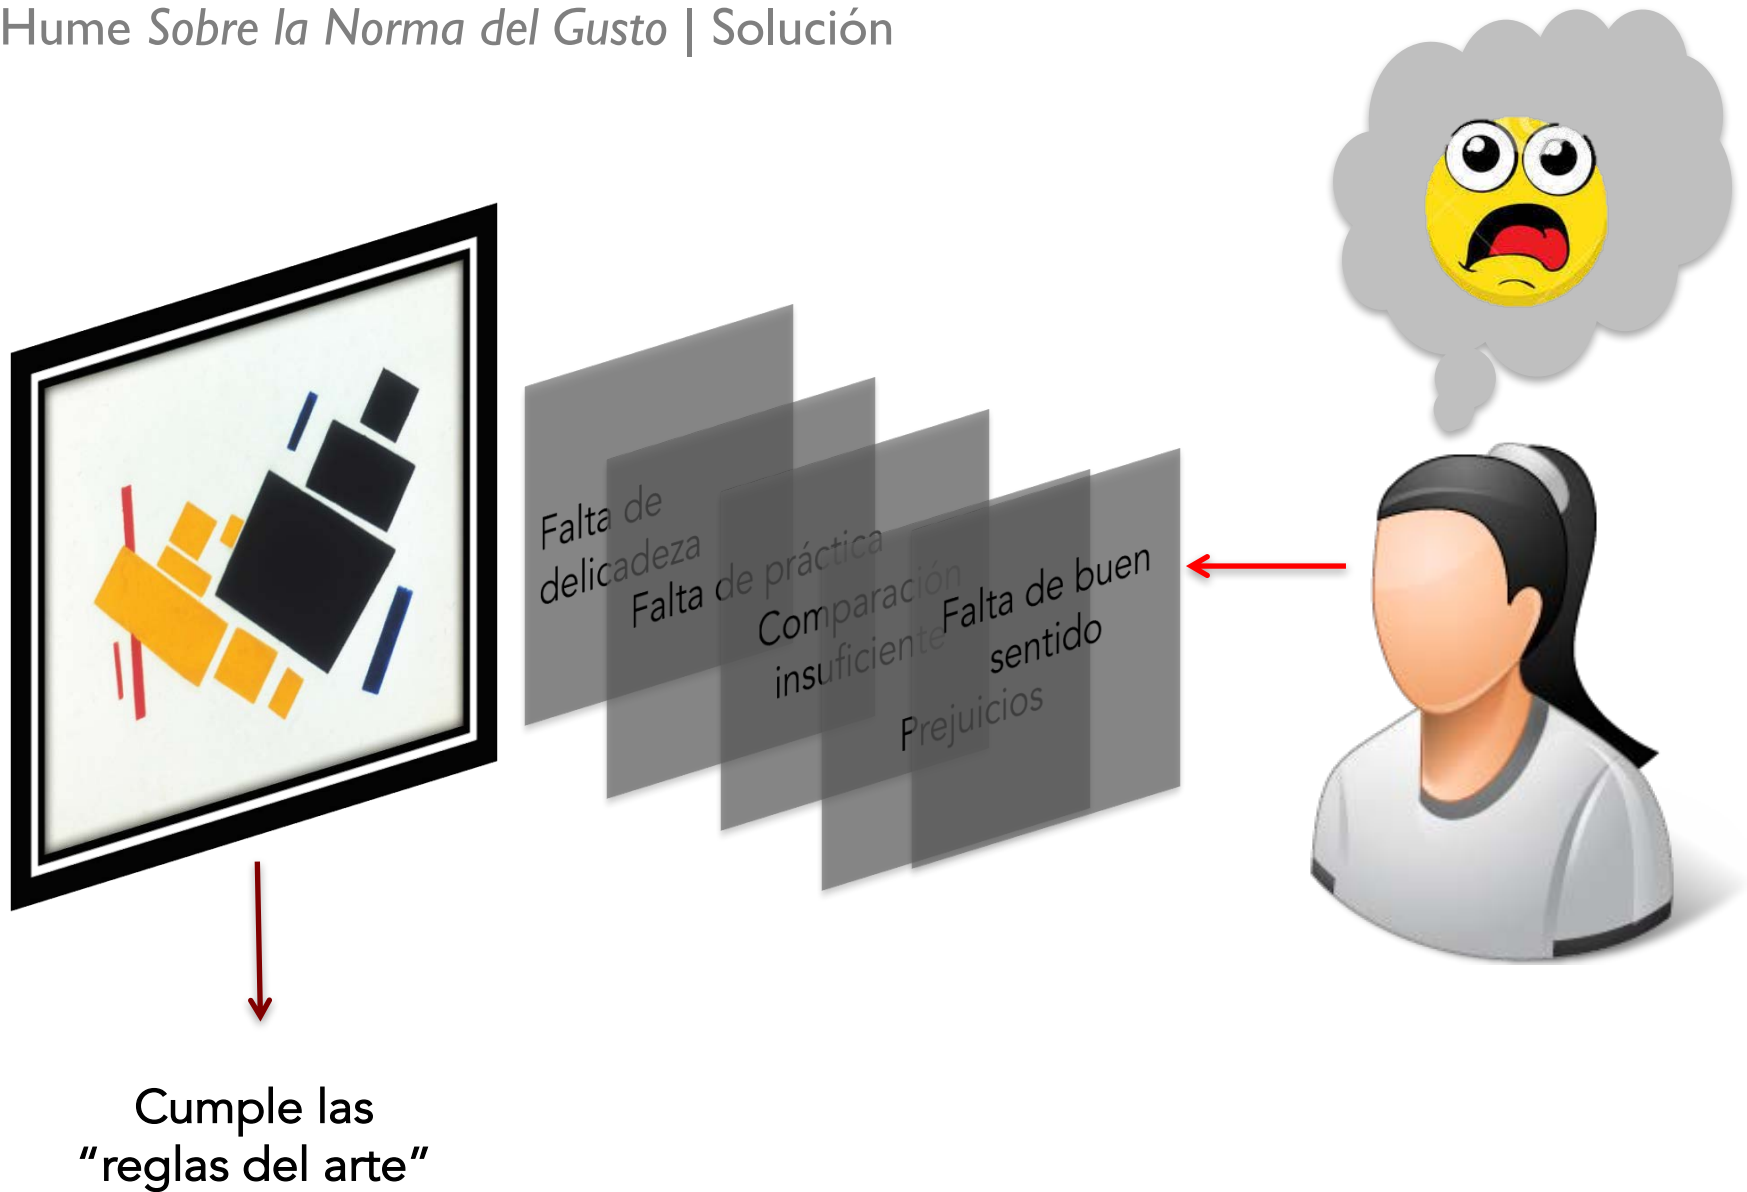 Hume Sobre la Norma del Gusto | Solución
Falta de
delicadeza
Falta de práctica
Comparación
insuficiente
Falta de buen
sentido
Prejuicios
Cumple las
“reglas del arte”